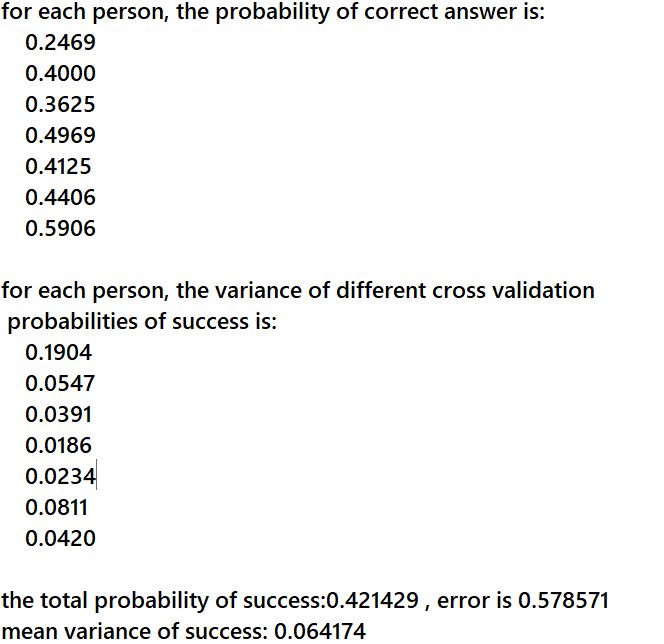 for each person, the probability of correct answer is:
0.2469
0.4000
0.3625
0.4969
0.4125
0.4406
0.5906
for each person, the variance of different cross validation
probabilities of success is:
0.1904
0.0547
0.0391
0.0186
0.0234
0.0811
0.0420
the total probability of success:0.421429 , error is 0.578571
mean variance of success: 0.064174